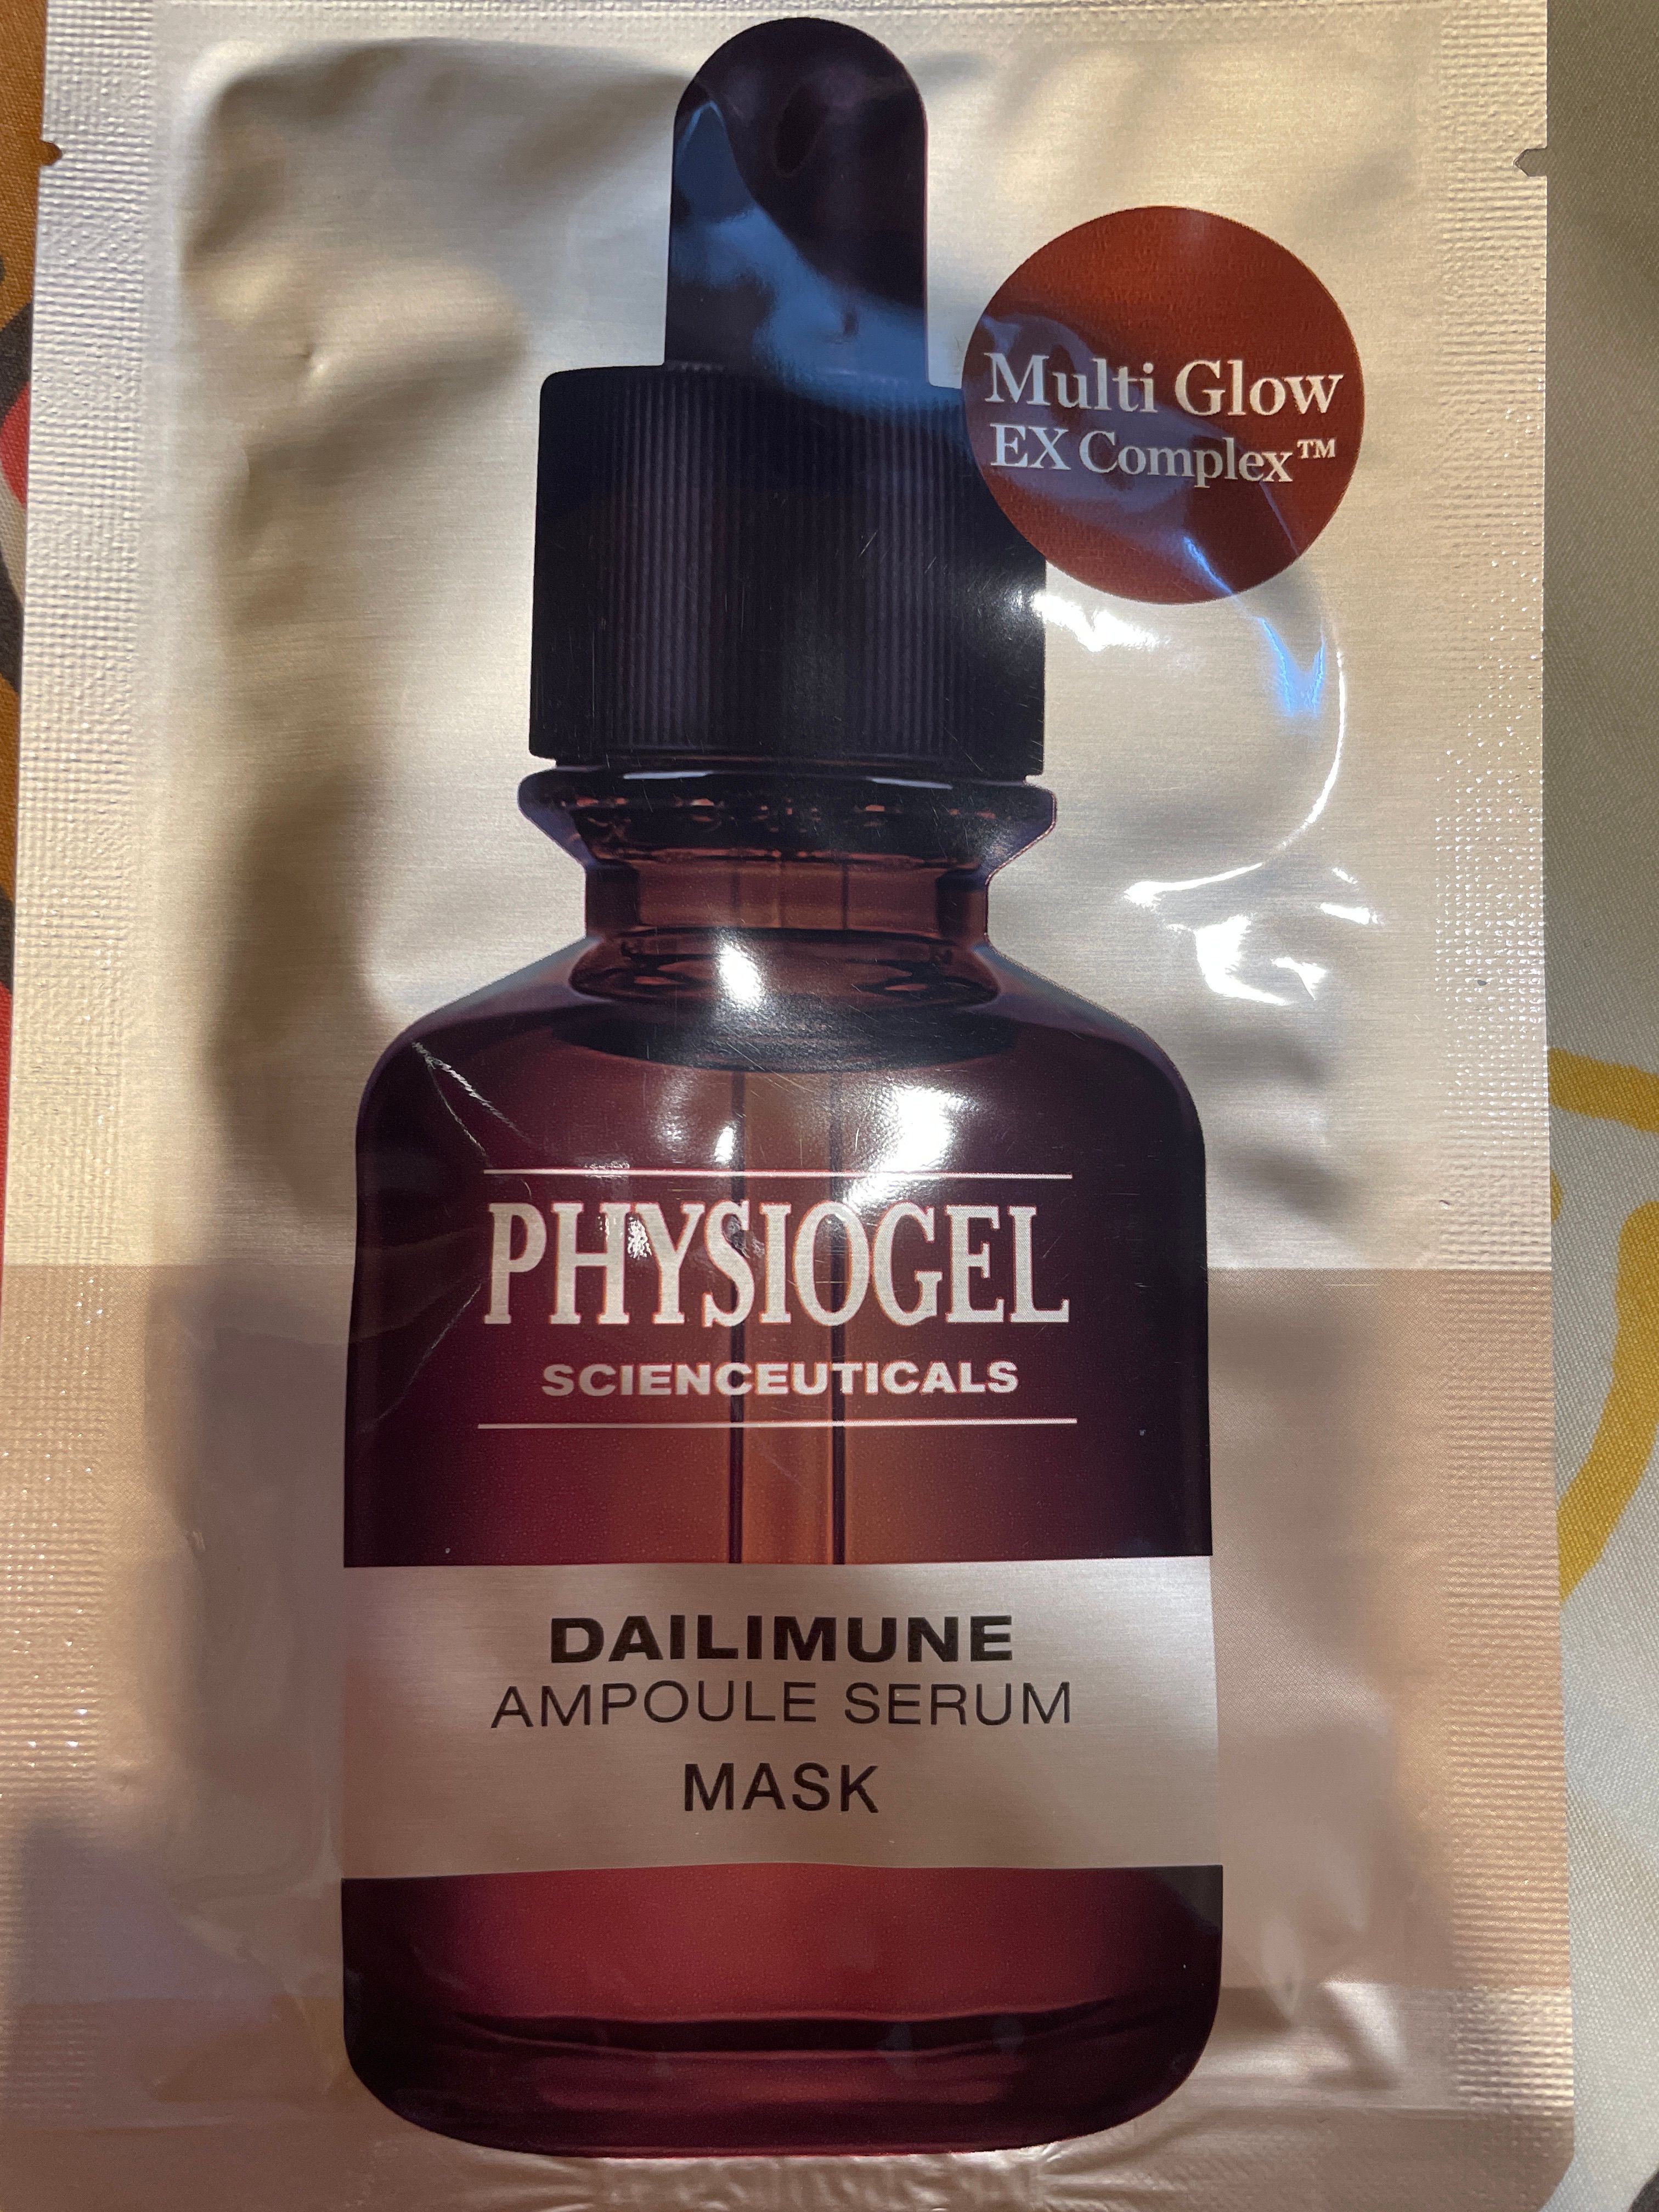 Multi Glow
EX Complex™
PHYSIOGEL
SCIENCEUTICALS
DAILIMUNE
AMPOULE SERUM
MASK